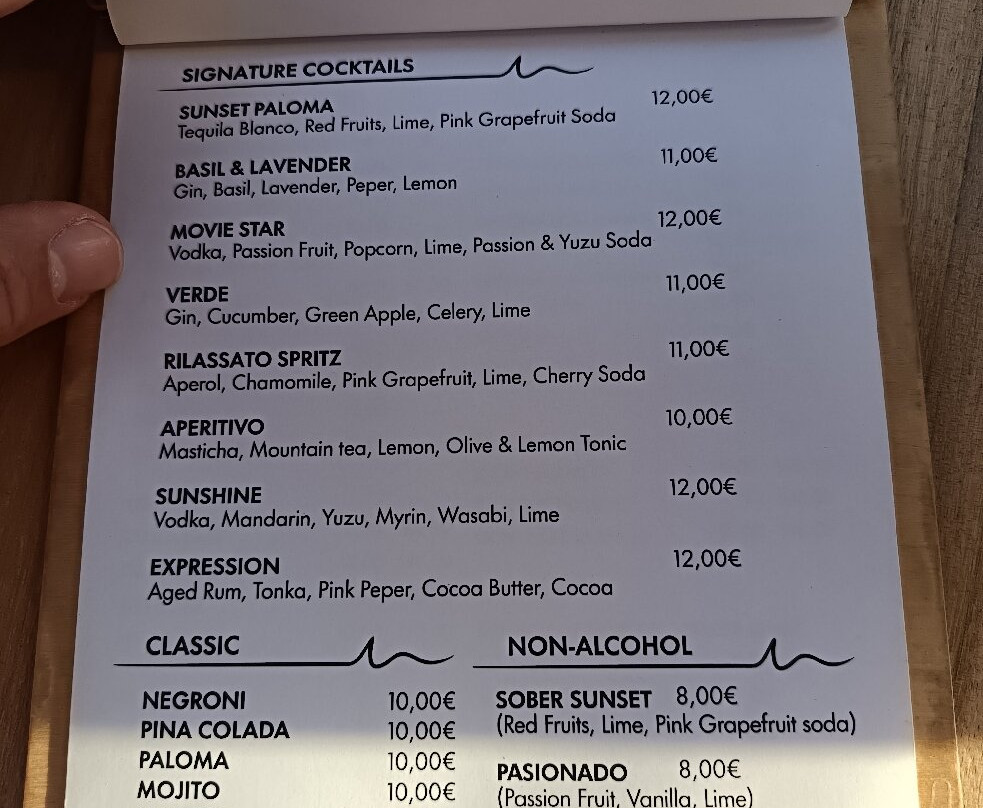 SIGNATURE COCKTAILS
SUNSET PALOMA 12,00€
Tequila Blanco, Red Fruits, Lime, Pink Grapefruit Soda
BASIL & LAVENDER 11,00€
Gin, Basil, Lavender, Peper, Lemon
MOVIE STAR 12,00€
Vodka, Passion Fruit, Popcorn, Lime, Passion & Yuzu Soda
VERDE 11,00€
Gin, Cucumber, Green Apple, Celery, Lime
RILASSATO SPRITZ 11,00€
Aperol, Chamomile, Pink Grapefruit, Lime, Cherry Soda
APERITIVO 10,00€
Masticha, Mountain tea, Lemon, Olive & Lemon Tonic
SUNSHINE 12,00€
Vodka, Mandarin, Yuzu, Myrin, Wasabi, Lime
EXPRESSION 12,00€
Aged Rum, Tonka, Pink Peper, Cocoa Butter, Cocoa
CLASSIC
NEGRONI 10,00€
PINA COLADA 10,00€
PALOMA 10,00€
MOJITO 10,00€
NON-ALCOHOL
SOBER SUNSET 8,00€
(Red Fruits, Lime, Pink Grapefruit soda)
PASIONADO 8,00€
(Passion Fruit, Vanilla, Lime)